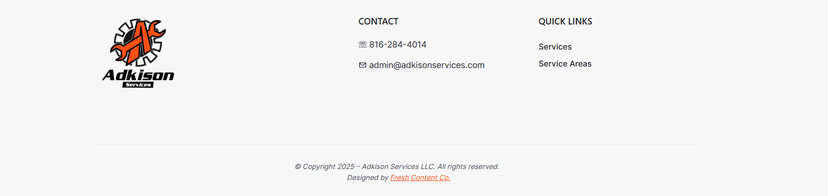 Adkison
Services
CONTACT
☏ 816-284-4014
admin@adkisonservices.com
QUICK LINKS
Services
Service Areas
© Copyright 2025 – Adkison Services LLC. All rights reserved.
Designed by Fresh Content Co.